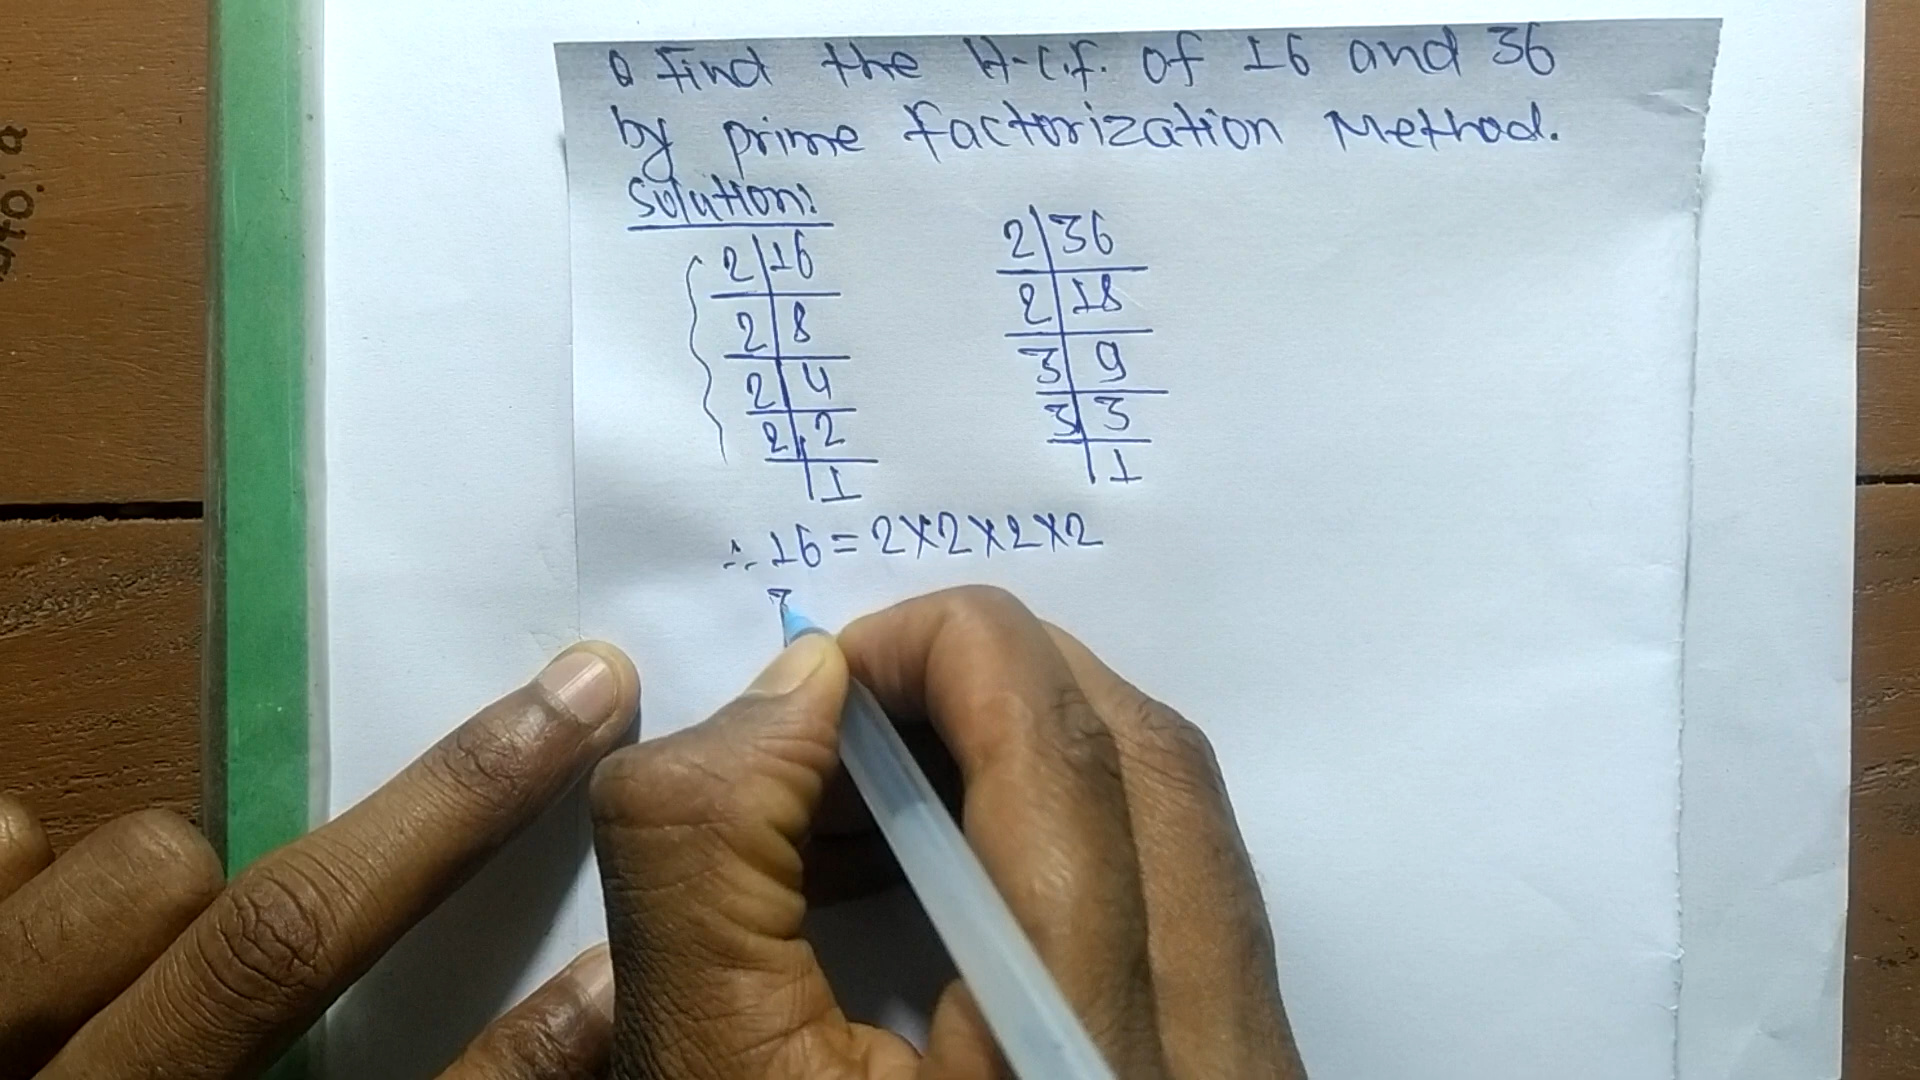 Q Find the H.C.F. of 16 and 36
by prime factorization Method.
Solution:
2|16
2|8
2|4
2|2
|1
2|36
2|18
3|9
3|3
|1
∴ 16 = 2×2×2×2
3